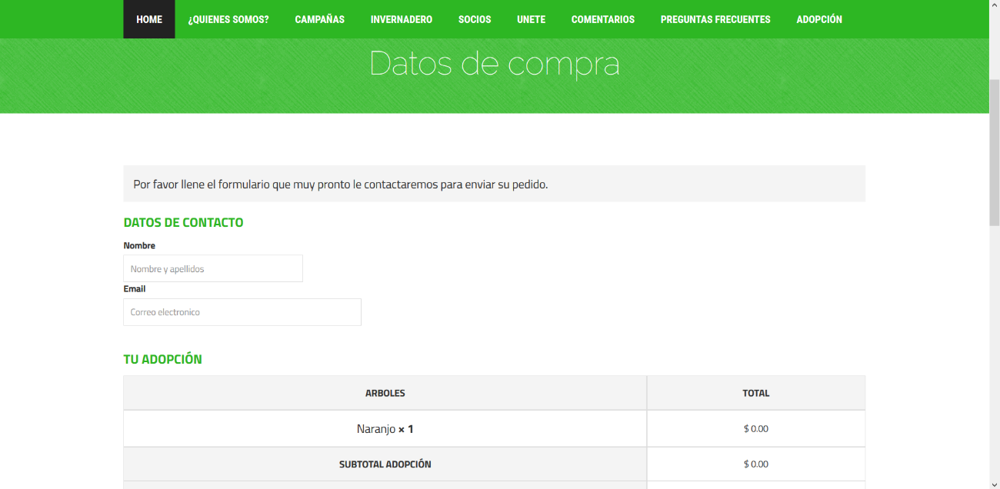 HOME ¿QUIENES SOMOS? CAMPAÑAS INVERNADERO SOCIOS UNETE COMENTARIOS PREGUNTAS FRECUENTES ADOPCIÓN
Datos de compra
Por favor llene el formulario que muy pronto le contactaremos para enviar su pedido.
DATOS DE CONTACTO
Nombre
Nombre y apellidos
Email
Correo electronico
TU ADOPCIÓN
ARBOLES TOTAL
Naranjo × 1 $ 0.00
SUBTOTAL ADOPCIÓN $ 0.00